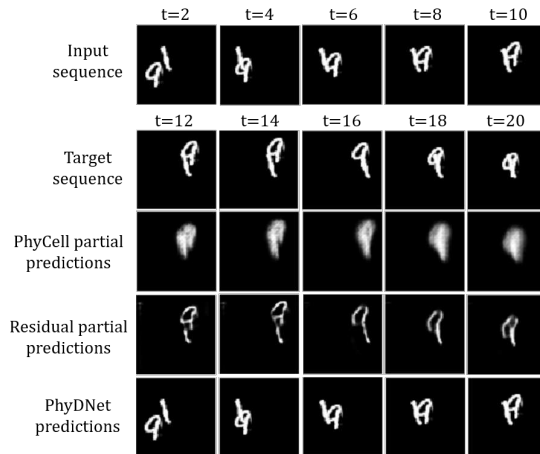 t=2 t=4 t=6 t=8 t=10
Input
sequence
t=12 t=14 t=16 t=18 t=20
Target
sequence
PhyCell partial
predictions
Residual partial
predictions
PhyDNet
predictions